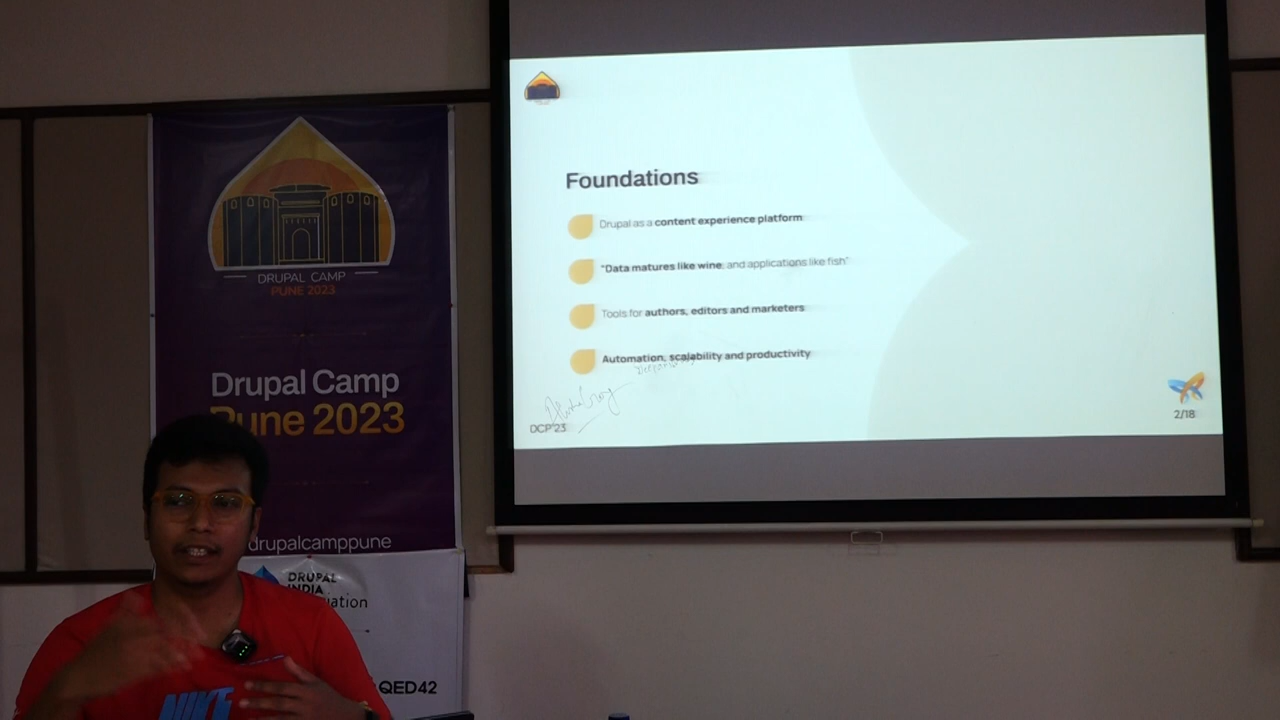 DRUPAL CAMP
PUNE 2023
Drupal Camp
Pune 2023
drupalcamppune
DRUPAL
INDIA
QED42
NIKE
Foundations
Drupal as a content experience platform
"Data matures like wine, and applications like fish"
Tools for authors, editors and marketers
Automation, scalability and productivity
DCP'23
2/18